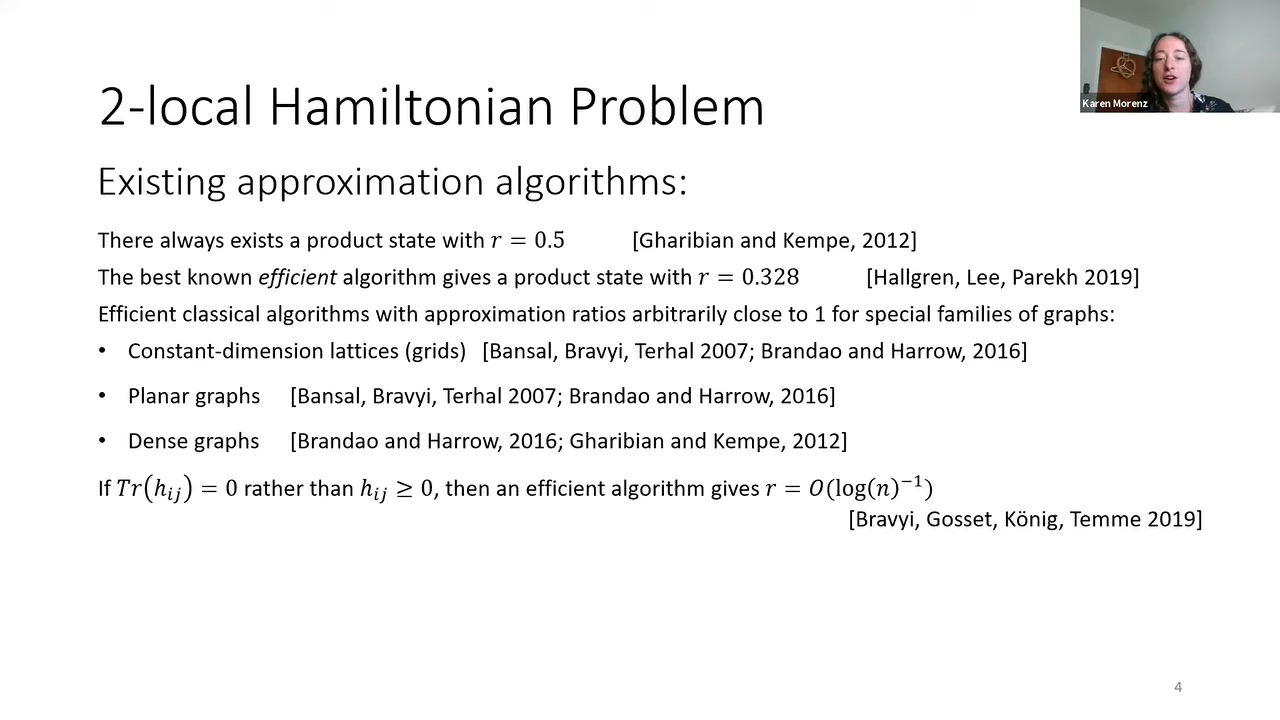 Karen Morenz
2-local Hamiltonian Problem
Existing approximation algorithms:
There always exists a product state with r = 0.5 [Gharibian and Kempe, 2012]
The best known efficient algorithm gives a product state with r = 0.328 [Hallgren, Lee, Parekh 2019]
Efficient classical algorithms with approximation ratios arbitrarily close to 1 for special families of graphs:
• Constant-dimension lattices (grids) [Bansal, Bravyi, Terhal 2007; Brandao and Harrow, 2016]
• Planar graphs [Bansal, Bravyi, Terhal 2007; Brandao and Harrow, 2016]
• Dense graphs [Brandao and Harrow, 2016; Gharibian and Kempe, 2012]
If Tr(h_{ij}) = 0 rather than h_{ij} ≥ 0, then an efficient algorithm gives r = O(log(n)^{-1})
[Bravyi, Gosset, König, Temme 2019]
4